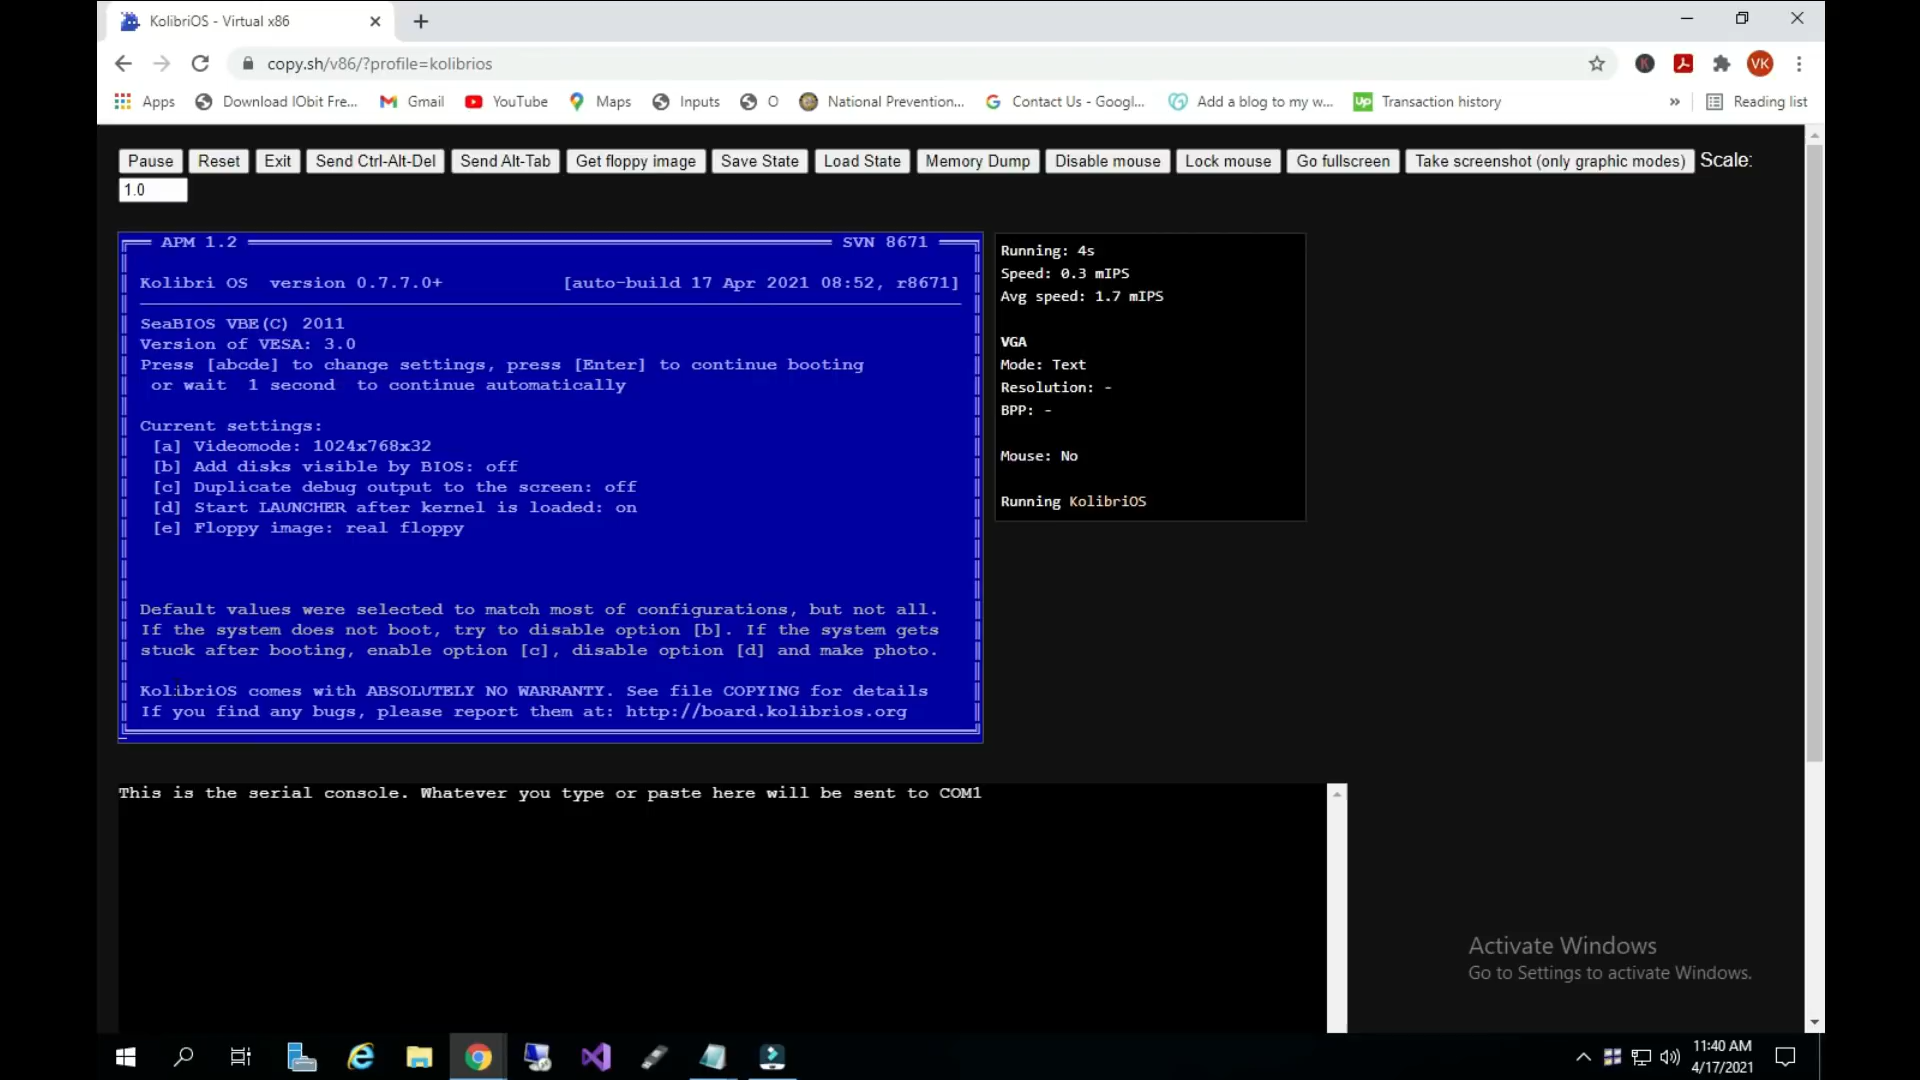 KolibriOS - Virtual x86
copy.sh/v86/?profile=kolibrios
VK
Apps Download IObit Fre... Gmail YouTube Maps Inputs O National Prevention... Contact Us - Googl... Add a blog to my w... Up Transaction history » Reading list
Pause Reset Exit Send Ctrl-Alt-Del Send Alt-Tab Get floppy image Save State Load State Memory Dump Disable mouse Lock mouse Go fullscreen Take screenshot (only graphic modes) Scale:
1.0
APM 1.2 SVN 8671
Kolibri OS version 0.7.7.0+ [auto-build 17 Apr 2021 08:52, r8671]
SeaBIOS VBE(C) 2011
Version of VESA: 3.0
Press [abcde] to change settings, press [Enter] to continue booting
or wait 1 second to continue automatically
Current settings:
[a] Videomode: 1024x768x32
[b] Add disks visible by BIOS: off
[c] Duplicate debug output to the screen: off
[d] Start LAUNCHER after kernel is loaded: on
[e] Floppy image: real floppy
Default values were selected to match most of configurations, but not all.
If the system does not boot, try to disable option [b]. If the system gets
stuck after booting, enable option [c], disable option [d] and make photo.
KolibriOS comes with ABSOLUTELY NO WARRANTY. See file COPYING for details
If you find any bugs, please report them at: http://board.kolibrios.org
Running: 4s
Speed: 0.3 mIPS
Avg speed: 1.7 mIPS
VGA
Mode: Text
Resolution: -
BPP: -
Mouse: No
Running KolibriOS
This is the serial console. Whatever you type or paste here will be sent to COM1
Activate Windows
Go to Settings to activate Windows.
11:40 AM
4/17/2021